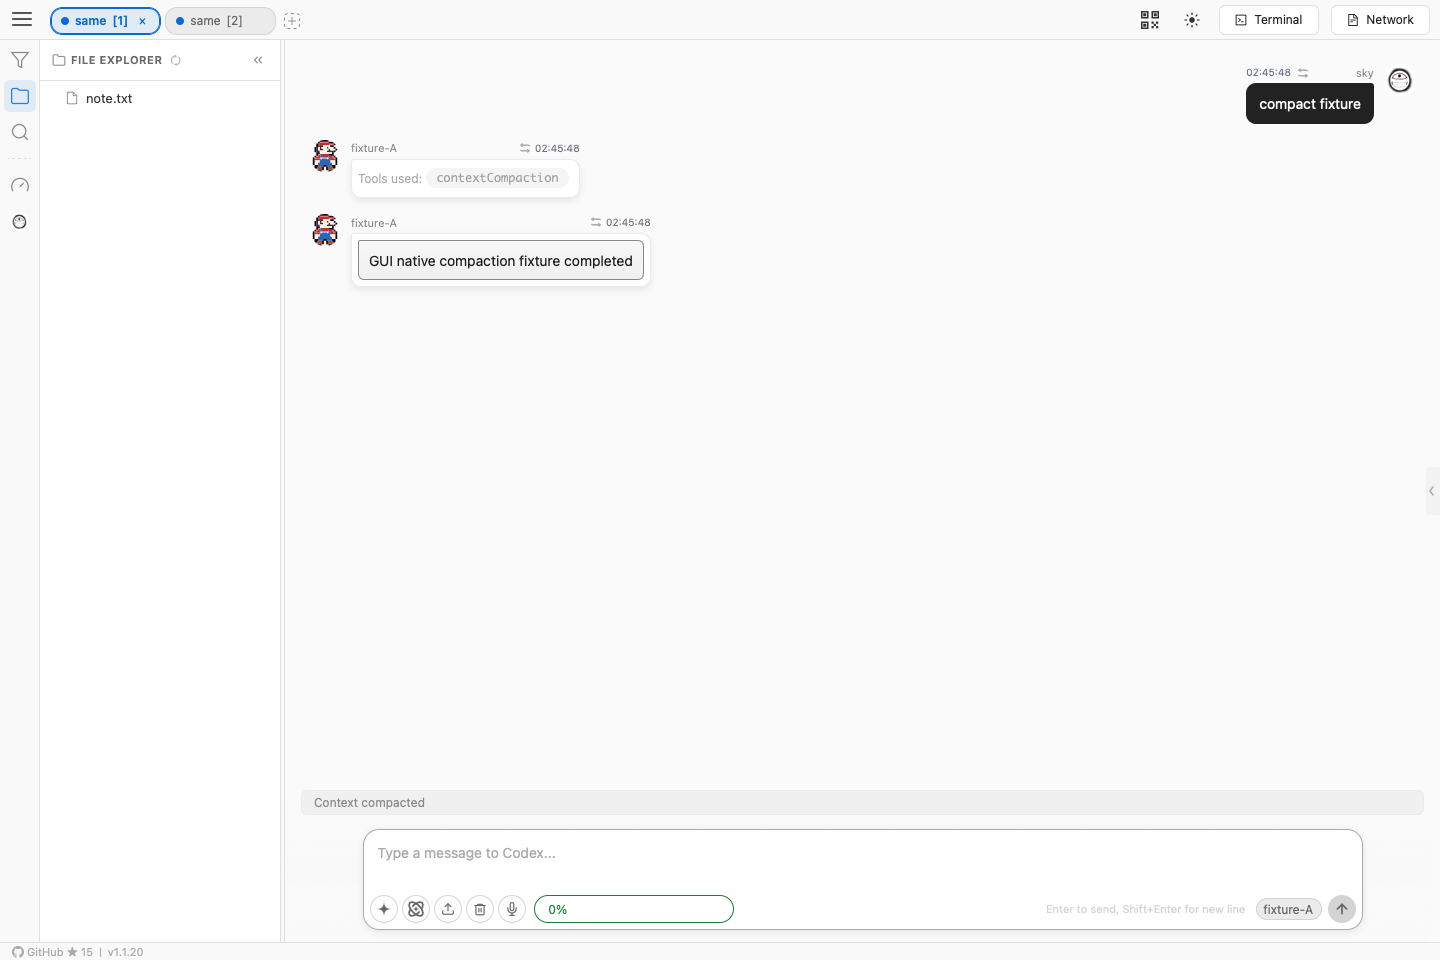 same [1] ×
same [2]
Terminal
Network
FILE EXPLORER
note.txt
02:45:48 sky
compact fixture
fixture-A 02:45:48
Tools used: contextCompaction
fixture-A 02:45:48
GUI native compaction fixture completed
Context compacted
Type a message to Codex...
0%
Enter to send, Shift+Enter for new line
fixture-A
GitHub ★ 15 | v1.1.20